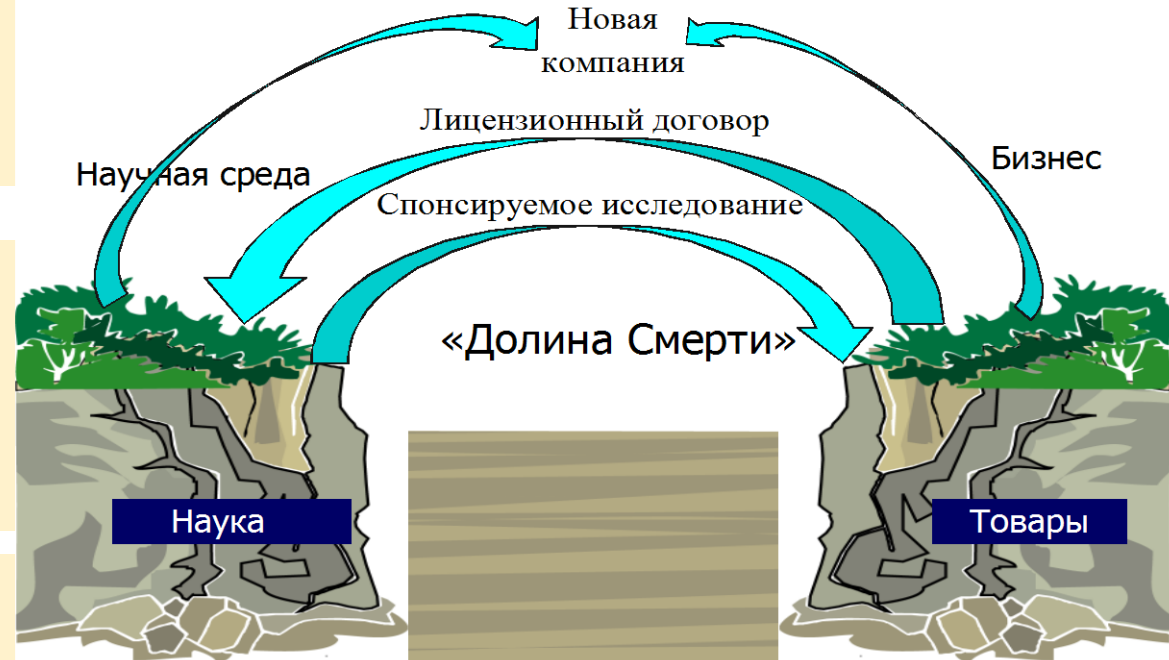 Новая
компания
Лицензионный договор
Научная среда
Бизнес
Спонсируемое исследование
«Долина Смерти»
Наука
Товары